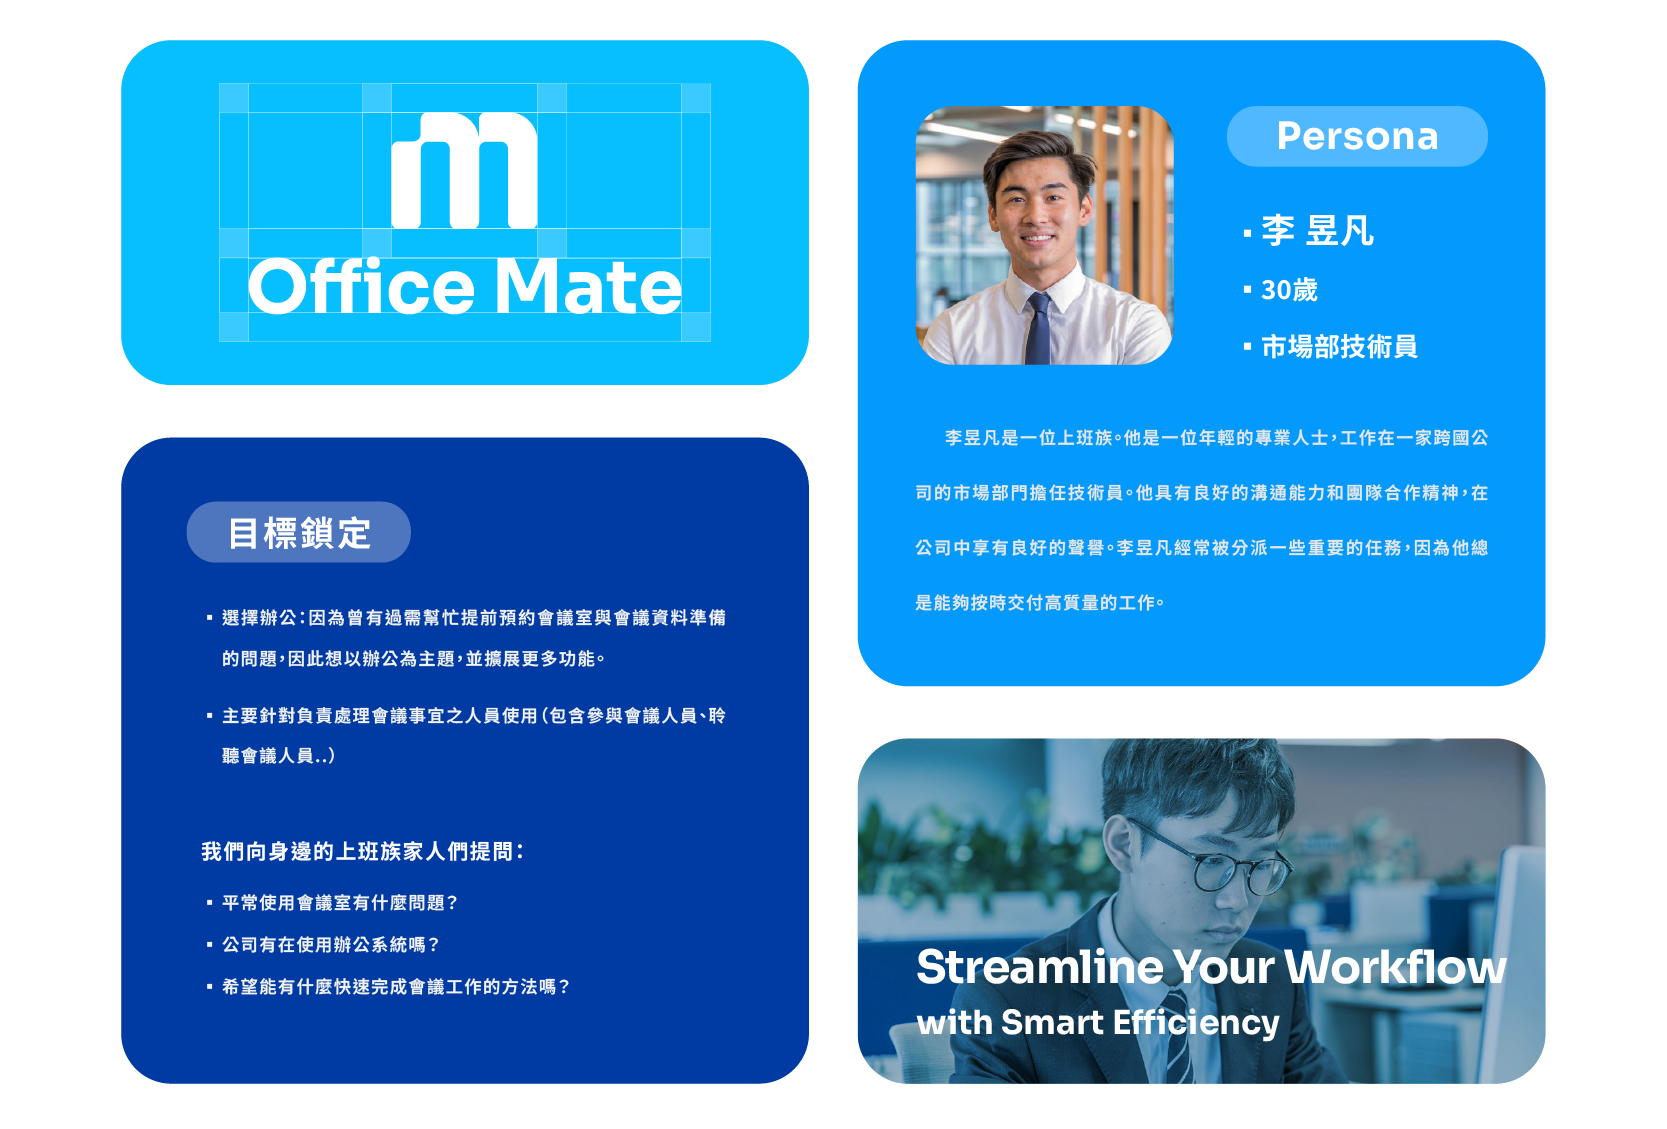 Office Mate
目標鎖定
▪ 選擇辦公：因為曾有過需幫忙提前預約會議室與會議資料準備
的問題，因此想以辦公為主題，並擴展更多功能。
▪ 主要針對負責處理會議事宜之人員使用（包含參與會議人員、聆
聽會議人員..）
我們向身邊的上班族家人們提問：
▪ 平常使用會議室有什麼問題？
▪ 公司有在使用辦公系統嗎？
▪ 希望能有什麼快速完成會議工作的方法嗎？
Persona
▪ 李 昱凡
▪ 30歲
▪ 市場部技術員
李昱凡是一位上班族。他是一位年輕的專業人士，工作在一家跨國公
司的市場部門擔任技術員。他具有良好的溝通能力和團隊合作精神，在
公司中享有良好的聲譽。李昱凡經常被分派一些重要的任務，因為他總
是能夠按時交付高質量的工作。
Streamline Your Workflow
with Smart Efficiency